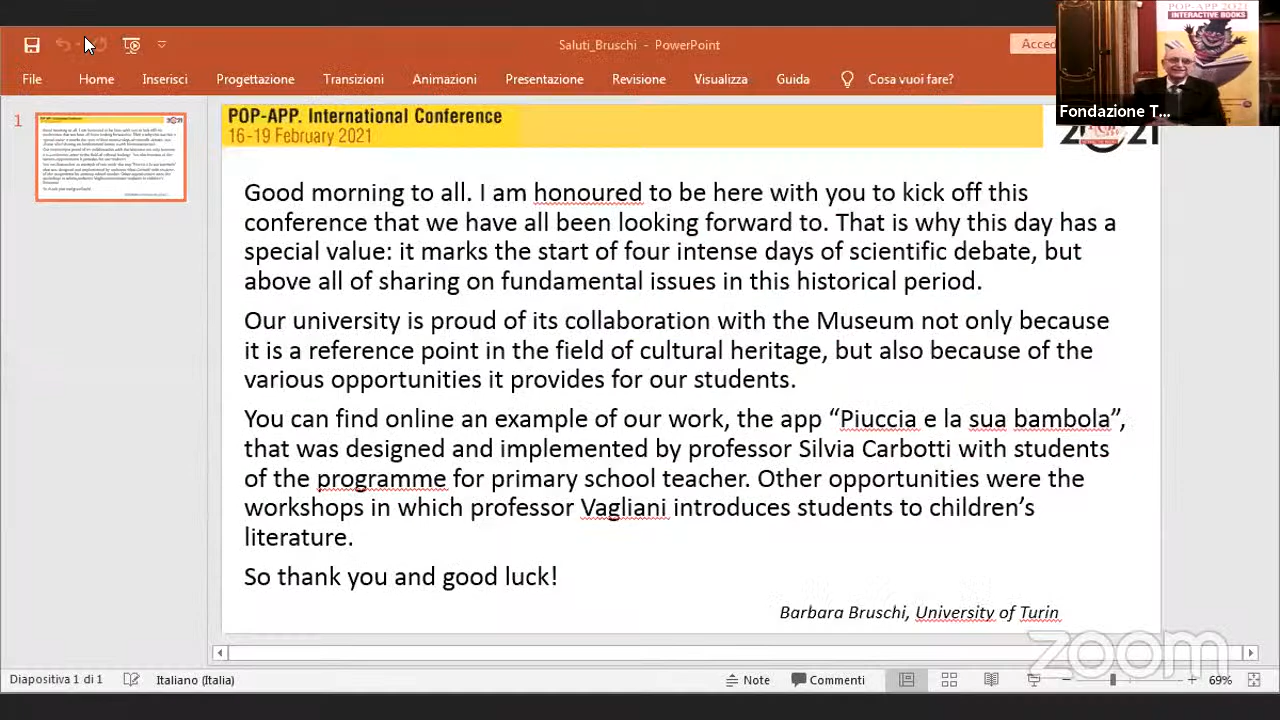 Saluti_Bruschi - PowerPoint
Acced
File Home Inserisci Progettazione Transizioni Animazioni Presentazione Revisione Visualizza Guida Cosa vuoi fare?
POP-APP 2021
INTERACTIVE BOOKS
Fondazione T...
1
POP-APP. International Conference
16-19 February 2021
2021
Good morning to all. I am honoured to be here with you to kick off this
conference that we have all been looking forward to. That is why this day has a
special value: it marks the start of four intense days of scientific debate, but
above all of sharing on fundamental issues in this historical period.
Our university is proud of its collaboration with the Museum not only because
it is a reference point in the field of cultural heritage, but also because of the
various opportunities it provides for our students.
You can find online an example of our work, the app “Piuccia e la sua bambola”,
that was designed and implemented by professor Silvia Carbotti with students
of the programme for primary school teacher. Other opportunities were the
workshops in which professor Vagliani introduces students to children’s
literature.
So thank you and good luck!
Barbara Bruschi, University of Turin
zoom
Diapositiva 1 di 1 Italiano (Italia) Note Commenti 69%